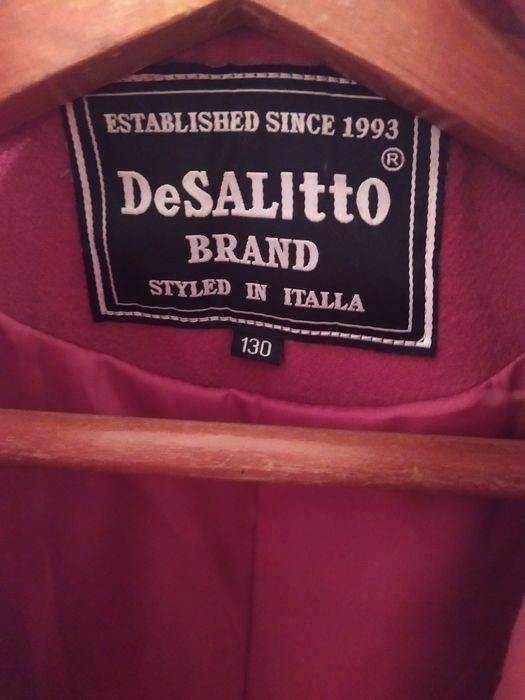 ESTABLISHED SINCE 1993
DeSALIttO ®
BRAND
STYLED IN ITALLA
130